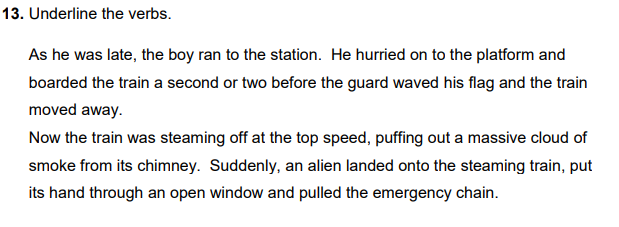 13. Underline the verbs.
As he was late, the boy ran to the station.  He hurried on to the platform and
boarded the train a second or two before the guard waved his flag and the train
moved away.
Now the train was steaming off at the top speed, puffing out a massive cloud of
smoke from its chimney.  Suddenly, an alien landed onto the steaming train, put
its hand through an open window and pulled the emergency chain.